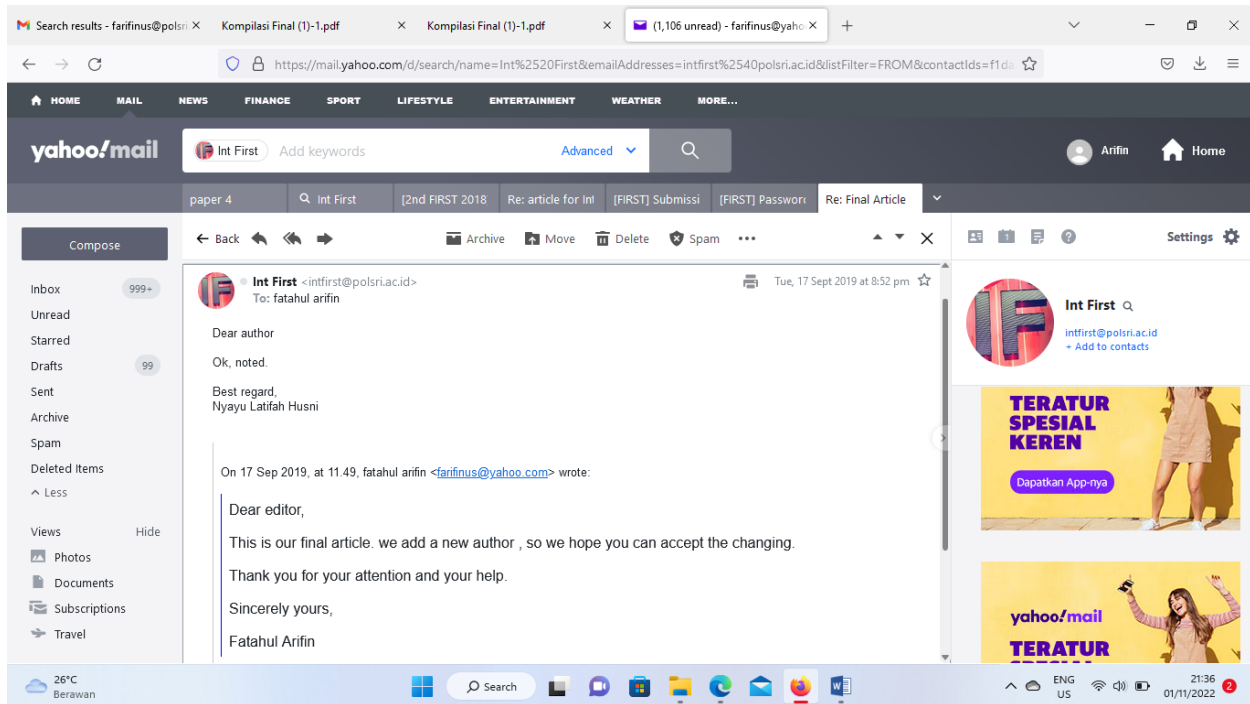 Search results - farifinus@polsri
Kompilasi Final (1)-1.pdf
Kompilasi Final (1)-1.pdf
(1,106 unread) - farifinus@yaho
https://mail.yahoo.com/d/search/name=Int%2520First&emailAddresses=intfirst%2540polsri.ac.id&listFilter=FROM&contactIds=f1da
HOME MAIL NEWS FINANCE SPORT LIFESTYLE ENTERTAINMENT WEATHER MORE...
yahoo!mail
Int First Add keywords Advanced
Arifin Home
paper 4 Int First [2nd FIRST 2018 Re: article for Int [FIRST] Submissi [FIRST] Password Re: Final Article
Compose
Back Archive Move Delete Spam
Settings
Inbox 999+
Unread
Starred
Drafts 99
Sent
Archive
Spam
Deleted Items
Less
Views Hide
Photos
Documents
Subscriptions
Travel
Int First <intfirst@polsri.ac.id> Tue, 17 Sept 2019 at 8:52 pm
To: fatahul arifin
Dear author
Ok, noted.
Best regard,
Nyayu Latifah Husni
On 17 Sep 2019, at 11.49, fatahul arifin <farifinus@yahoo.com> wrote:
Dear editor,
This is our final article. we add a new author , so we hope you can accept the changing.
Thank you for your attention and your help.
Sincerely yours,
Fatahul Arifin
IF
Int First
intfirst@polsri.ac.id
+ Add to contacts
TERATUR
SPESIAL
KEREN
Dapatkan App-nya
yahoo!mail
TERATUR
26°C
Berawan
Search
ENG
US
21:36
01/11/2022
2